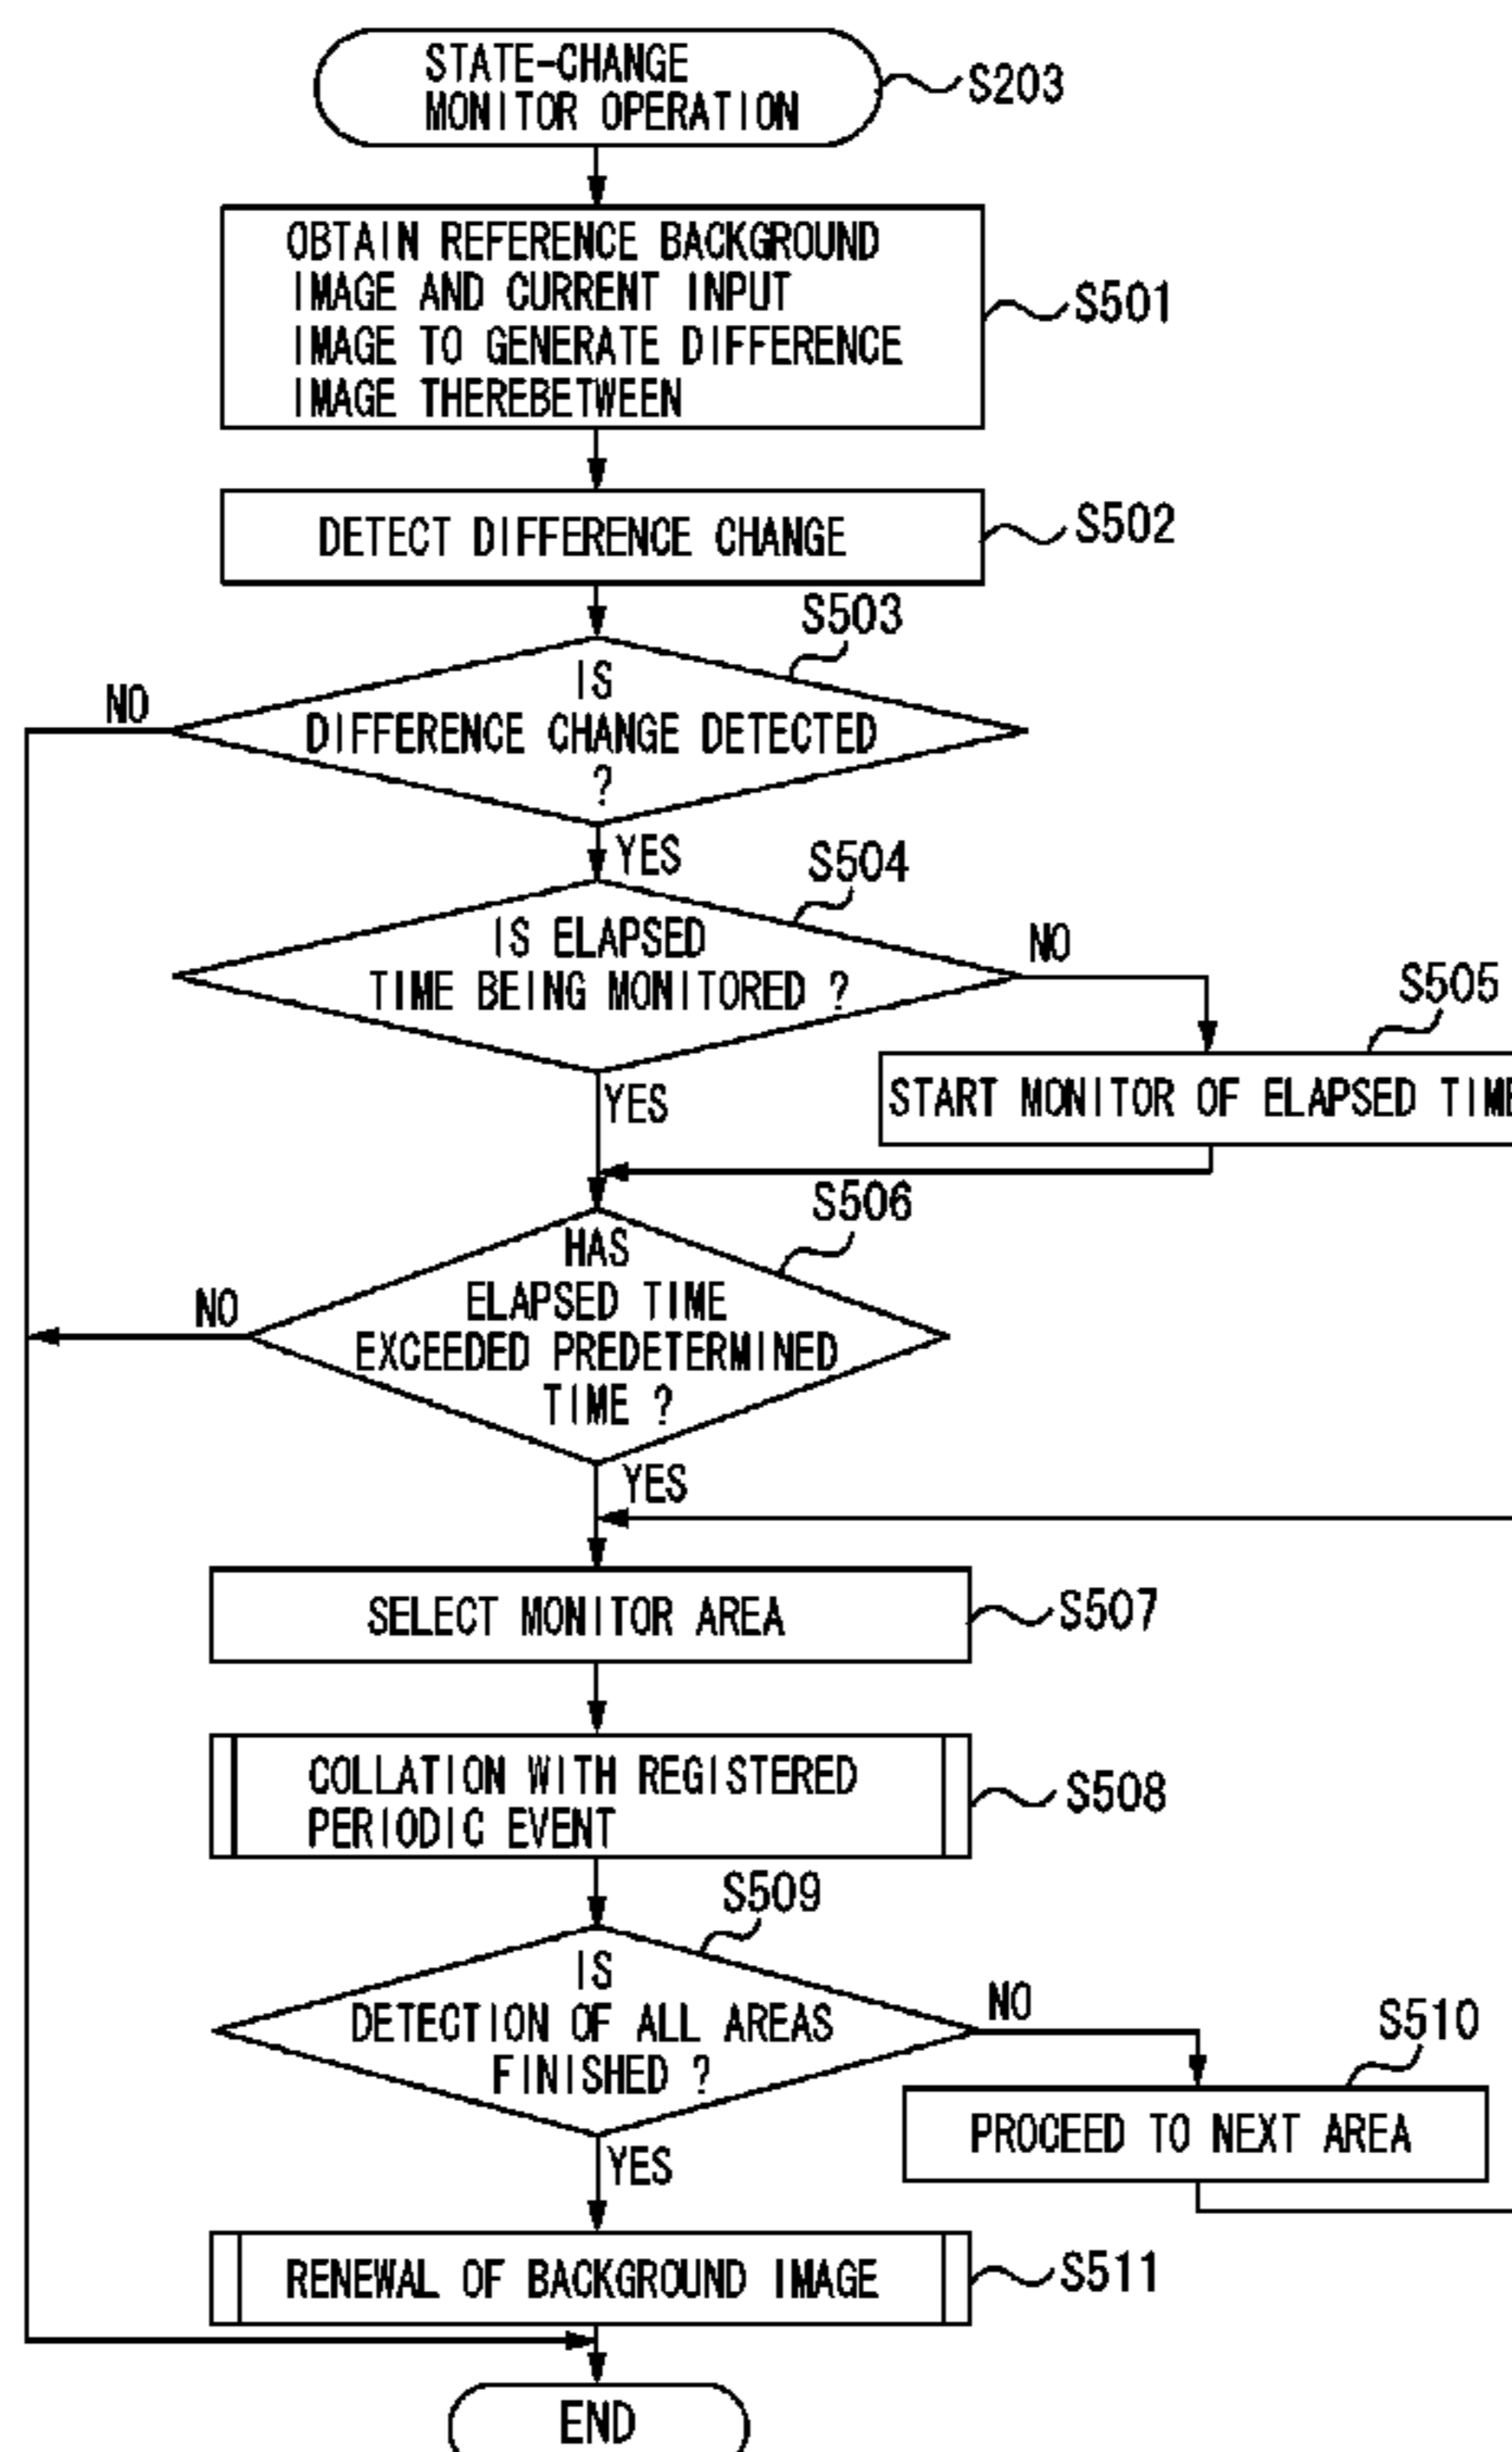 STATE-CHANGE
MONITOR OPERATION
S203
OBTAIN REFERENCE BACKGROUND
IMAGE AND CURRENT INPUT
IMAGE TO GENERATE DIFFERENCE
IMAGE THEREBETWEEN
S501
DETECT DIFFERENCE CHANGE
S502
S503
IS
DIFFERENCE CHANGE DETECTED
?
NO
YES
S504
IS ELAPSED
TIME BEING MONITORED ?
NO
S505
YES
START MONITOR OF ELAPSED TIME
S506
HAS
ELAPSED TIME
EXCEEDED PREDETERMINED
TIME ?
NO
YES
SELECT MONITOR AREA
S507
COLLATION WITH REGISTERED
PERIODIC EVENT
S508
S509
IS
DETECTION OF ALL AREAS
FINISHED ?
NO
S510
PROCEED TO NEXT AREA
YES
RENEWAL OF BACKGROUND IMAGE
S511
END